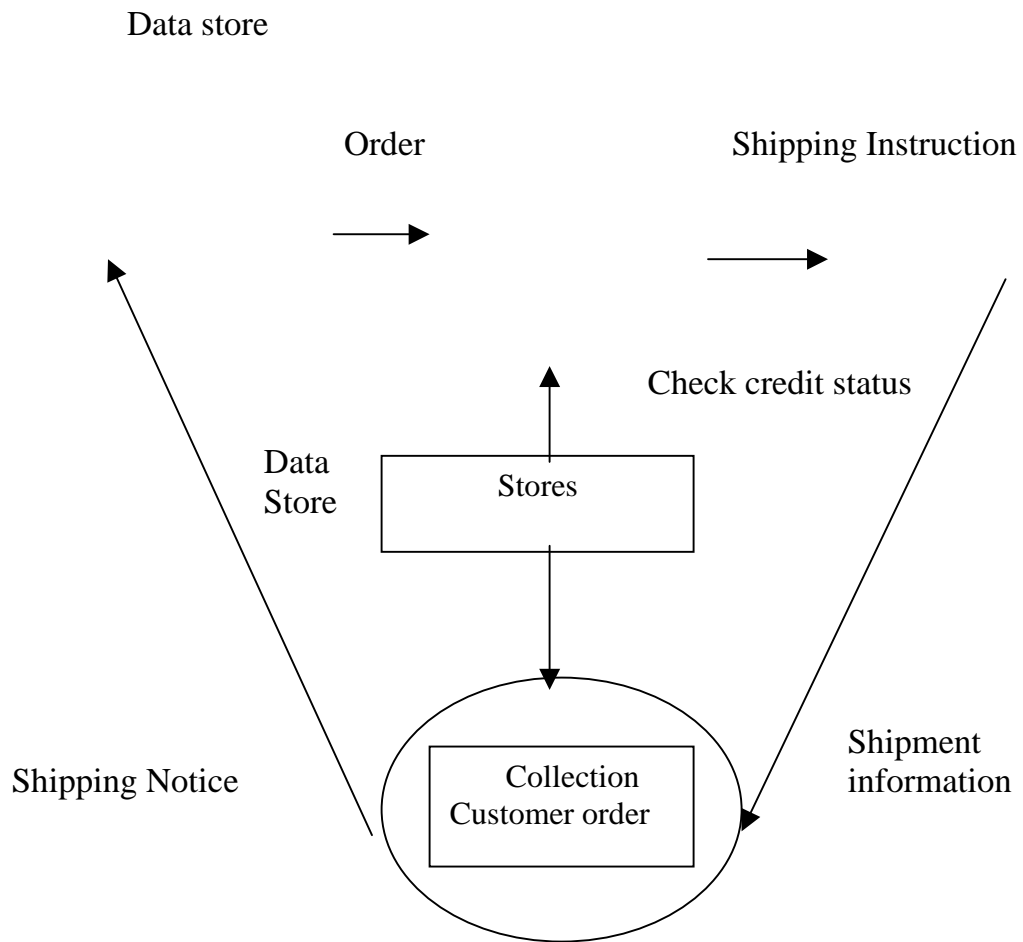 Data store
Order
Shipping Instruction
Check credit status
Data
Store
Stores
Shipping Notice
Collection
Customer order
Shipment
information